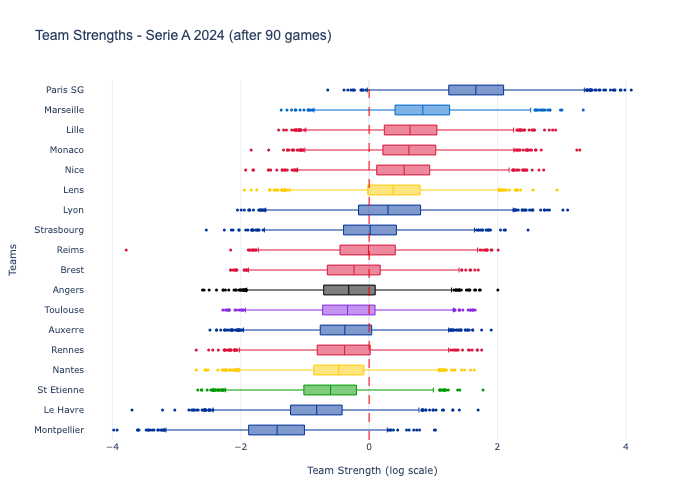 Team Strengths - Serie A 2024 (after 90 games)
Teams
Paris SG
Marseille
Lille
Monaco
Nice
Lens
Lyon
Strasbourg
Reims
Brest
Angers
Toulouse
Auxerre
Rennes
Nantes
St Etienne
Le Havre
Montpellier
−4 −2 0 2 4
Team Strength (log scale)